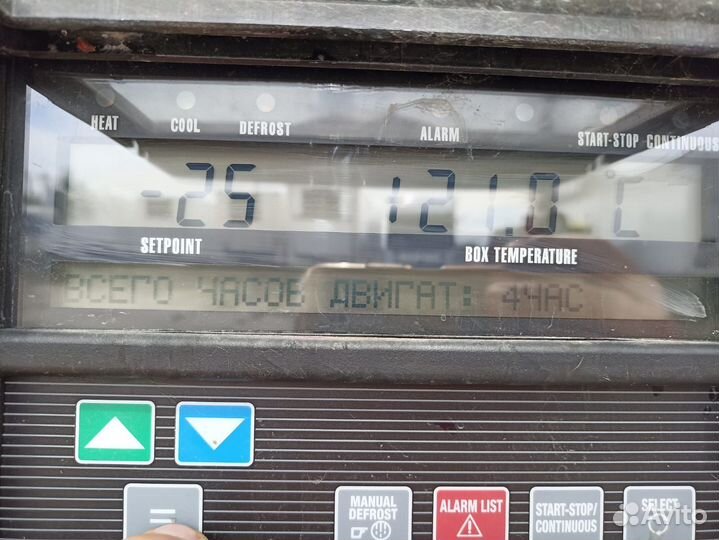 HEAT COOL DEFROST ALARM START-STOP CONTINUOUS
-25 +21.0 °C
SETPOINT BOX TEMPERATURE
ВСЕГО ЧАСОВ ДВИГАТ: 4ЧАС
=
MANUAL DEFROST
ALARM LIST
START-STOP/ CONTINUOUS
SELECT
Avito